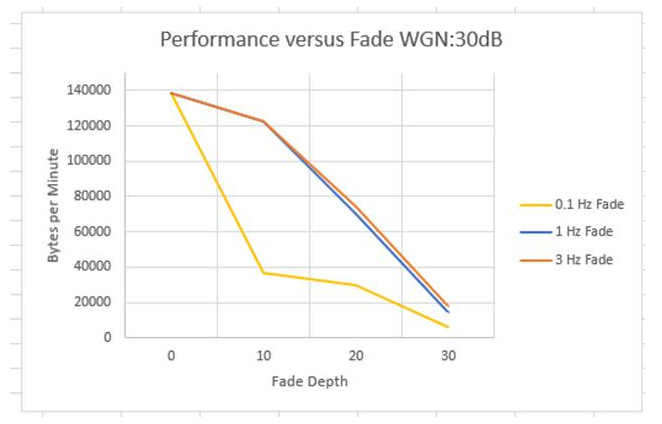 Performance versus Fade WGN:30dB
Bytes per Minute
140000
120000
100000
80000
60000
40000
20000
0
0 10 20 30
Fade Depth
0.1 Hz Fade
1 Hz Fade
3 Hz Fade